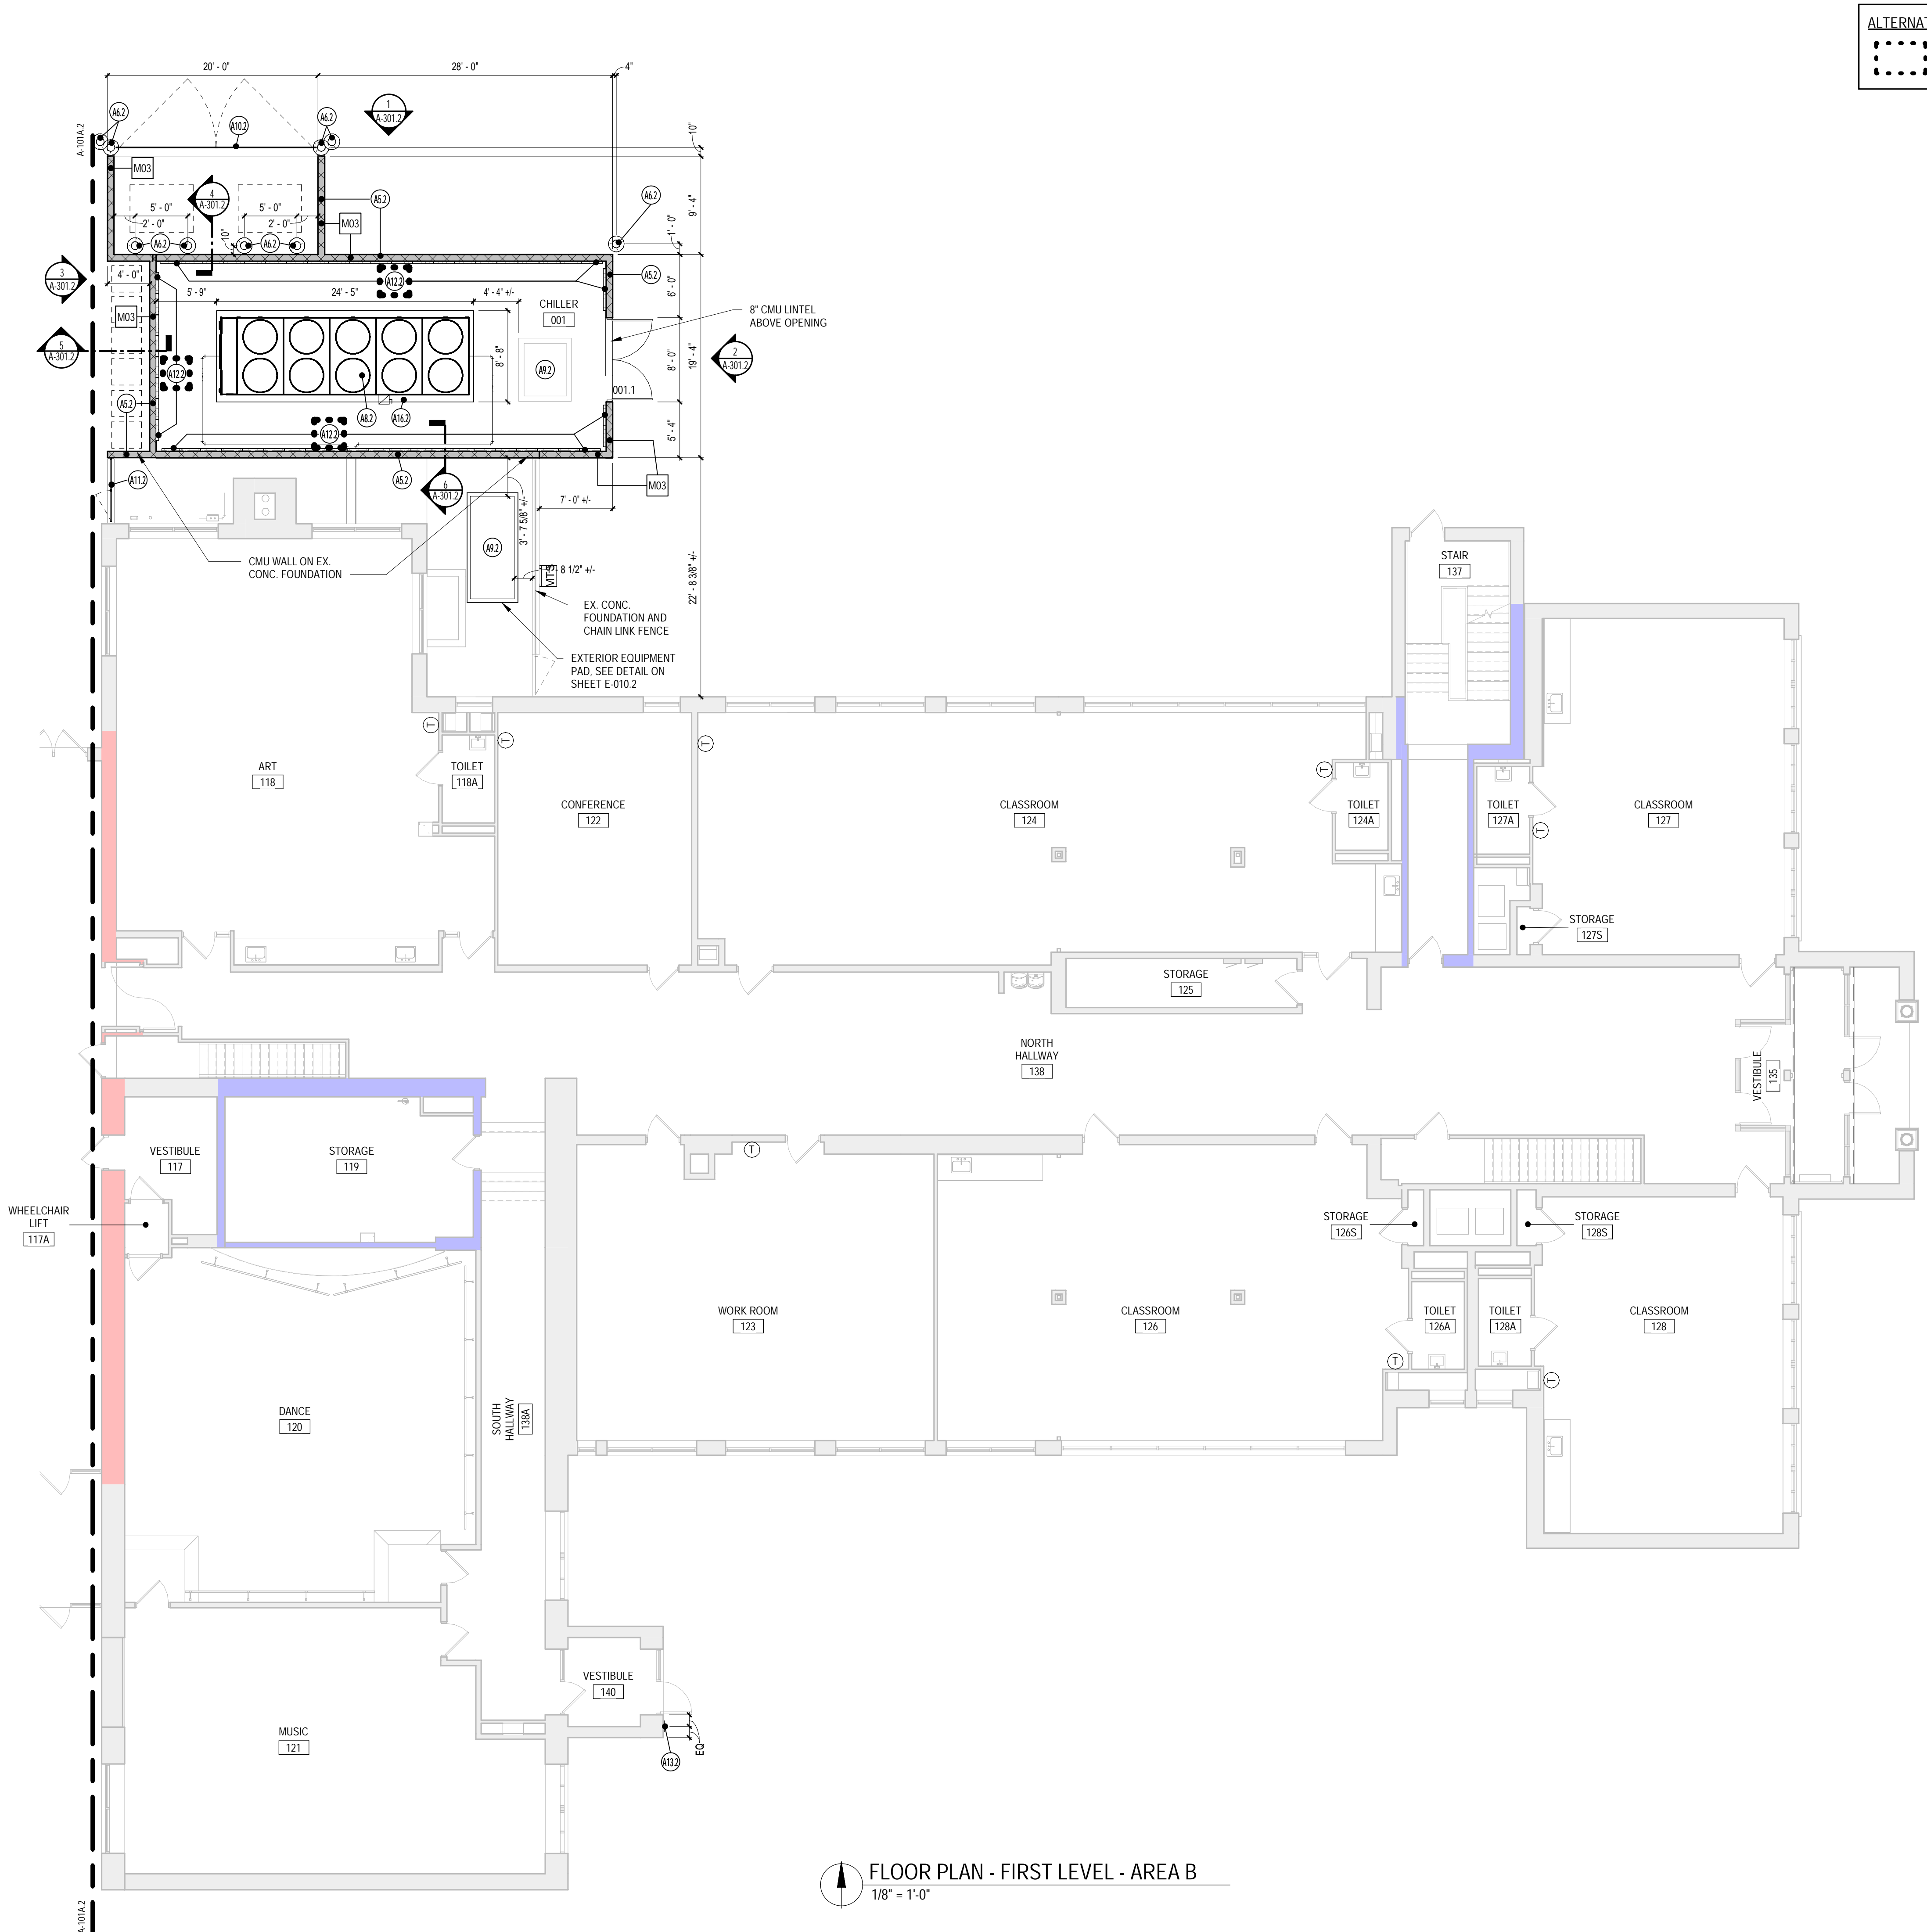 ALTERNAT
20' - 0"
28' - 0"
4"
A6.2
A6.2
1
A-301.2
A-101A.2
A10.2
10"
M03
4
A-301.2
A5.2
A6.2
5' - 0"
5' - 0"
9' - 4"
2' - 0"
2' - 0"
M03
1' - 0"
A6.2
A6.2
10"
3
A-301.2
4' - 0"
A12.2
A5.2
6' - 0"
5' - 9"
24' - 5"
4' - 4" +/-
CHILLER
001
M03
8" CMU LINTEL
ABOVE OPENING
5
A-301.2
8' - 8"
8' - 0"
19' - 4"
2
A-301.2
A12.2
A9.2
001.1
A5.2
A8.2
A16.2
A12.2
5' - 4"
A11.2
A5.2
6
A-301.2
M03
7' - 0" +/-
3' - 7 5/8" +/-
A9.2
CMU WALL ON EX.
CONC. FOUNDATION
8 1/2" +/-
22' - 8 3/8" +/-
STAIR
137
EX. CONC.
FOUNDATION AND
CHAIN LINK FENCE
EXTERIOR EQUIPMENT
PAD, SEE DETAIL ON
SHEET E-010.2
T
T
T
ART
118
TOILET
118A
T
CONFERENCE
122
CLASSROOM
124
TOILET
124A
TOILET
127A
CLASSROOM
127
T
STORAGE
127S
STORAGE
125
NORTH
HALLWAY
138
VESTIBULE
135
VESTIBULE
117
STORAGE
119
T
WHEELCHAIR
LIFT
117A
STORAGE
126S
STORAGE
128S
WORK ROOM
123
CLASSROOM
126
TOILET
126A
TOILET
128A
CLASSROOM
128
T
T
DANCE
120
SOUTH
HALLWAY
138A
VESTIBULE
140
MUSIC
121
EQ
A13.2
FLOOR PLAN - FIRST LEVEL - AREA B
1/8" = 1'-0"
A-101A.2